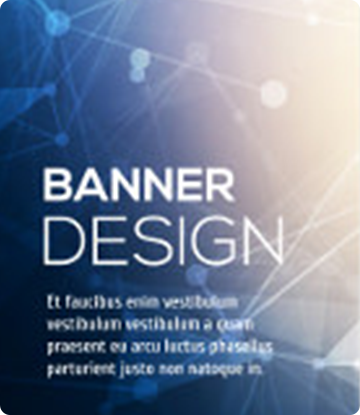 BANNER
DESIGN
Et faucibus enim vestibulum
vestibulum vestibulum a quam
praesent eu arcu luctus phasellus
parturient justo non natoque in.